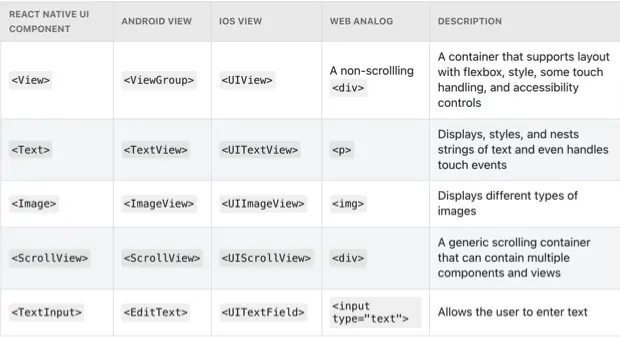 REACT NATIVE UI COMPONENT ANDROID VIEW IOS VIEW WEB ANALOG DESCRIPTION
<View> <ViewGroup> <UIView> A non-scrollling <div> A container that supports layout with flexbox, style, some touch handling, and accessibility controls
<Text> <TextView> <UITextView> <p> Displays, styles, and nests strings of text and even handles touch events
<Image> <ImageView> <UIImageView> <img> Displays different types of images
<ScrollView> <ScrollView> <UIScrollView> <div> A generic scrolling container that can contain multiple components and views
<TextInput> <EditText> <UITextField> <input type="text"> Allows the user to enter text